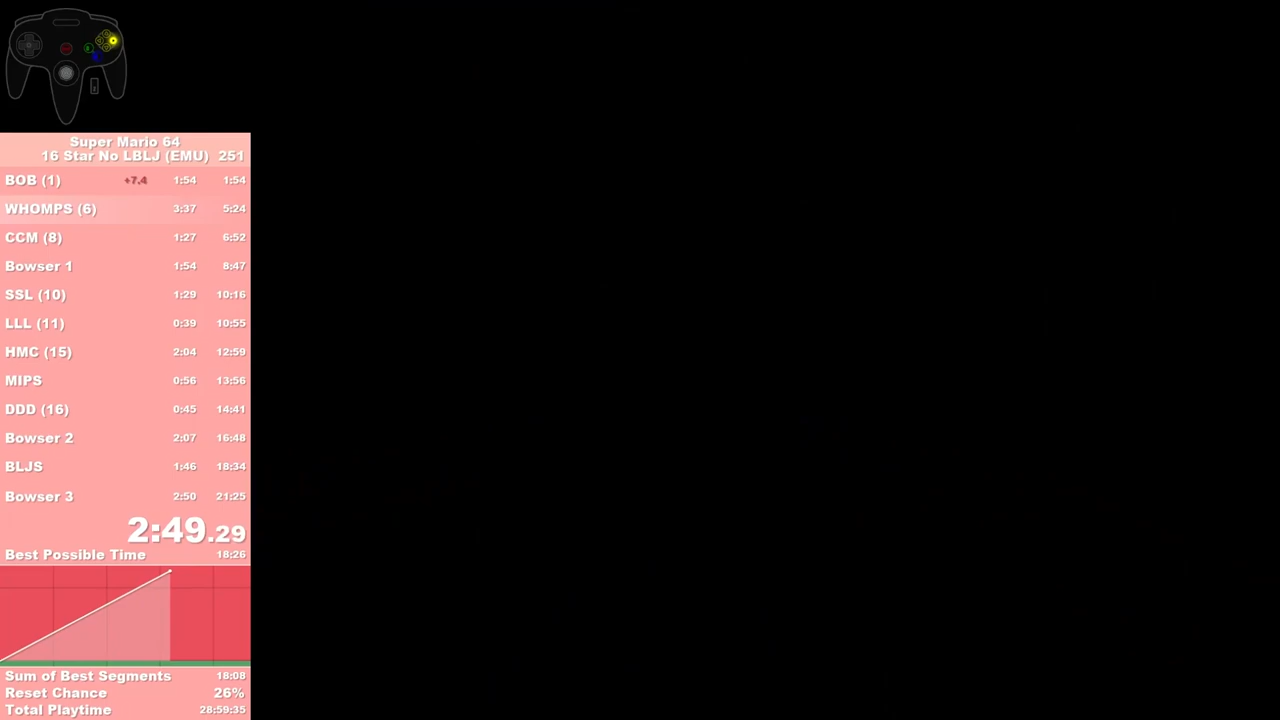 Super Mario 64
16 Star No LBLJ (EMU) 251
BOB (1) +7.4 1:54 1:54
WHOMPS (6) 3:37 5:24
CCM (8) 1:27 6:52
Bowser 1 1:54 8:47
SSL (10) 1:29 10:16
LLL (11) 0:39 10:55
HMC (15) 2:04 12:59
MIPS 0:56 13:56
DDD (16) 0:45 14:41
Bowser 2 2:07 16:48
BLJS 1:46 18:34
Bowser 3 2:50 21:25
2:49.29
Best Possible Time 18:26
Sum of Best Segments 18:08
Reset Chance 26%
Total Playtime 28:59:35